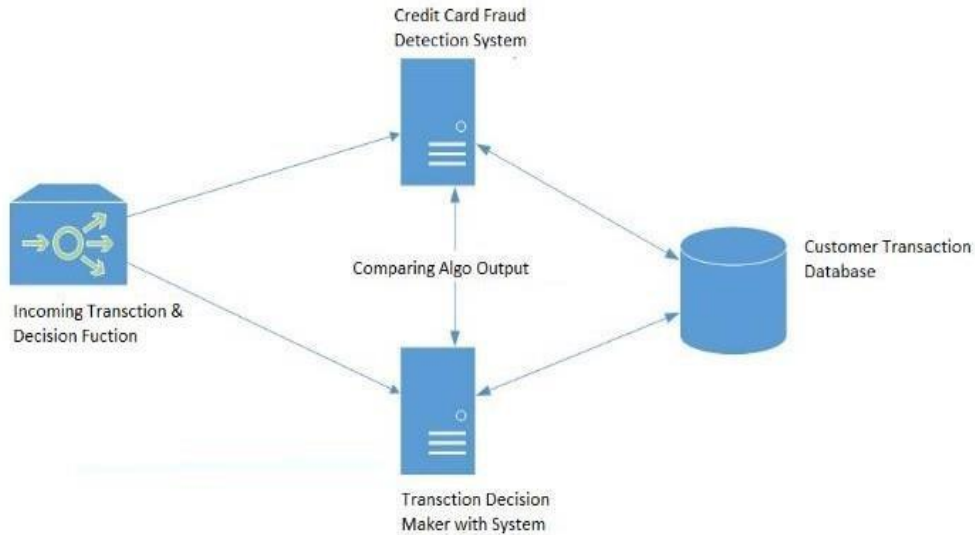 Credit Card Fraud
Detection System
Incoming Transction &
Decision Fuction
Comparing Algo Output
Customer Transaction
Database
Transction Decision
Maker with System